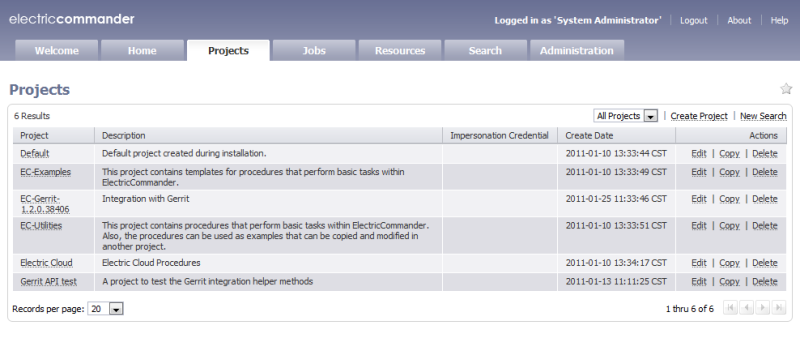 electriccommander
Logged in as 'System Administrator' | Logout | About | Help
Welcome Home Projects Jobs Resources Search Administration
Projects
6 Results All Projects | Create Project | New Search
Project Description Impersonation Credential Create Date Actions
Default Default project created during installation. 2011-01-10 13:33:44 CST Edit | Copy | Delete
EC-Examples This project contains templates for procedures that perform basic tasks within 2011-01-10 13:33:49 CST Edit | Copy | Delete
ElectricCommander.
EC-Gerrit- Integration with Gerrit 2011-01-25 11:33:46 CST Edit | Copy | Delete
1.2.0.38406
EC-Utilities This project contains procedures that perform basic tasks within ElectricCommander. 2011-01-10 13:33:51 CST Edit | Copy | Delete
Also, the procedures can be used as examples that can be copied and modified in
another project.
Electric Cloud Electric Cloud Procedures 2011-01-10 13:34:17 CST Edit | Copy | Delete
Gerrit API test A project to test the Gerrit integration helper methods 2011-01-13 11:11:25 CST Edit | Copy | Delete
Records per page: 20 1 thru 6 of 6